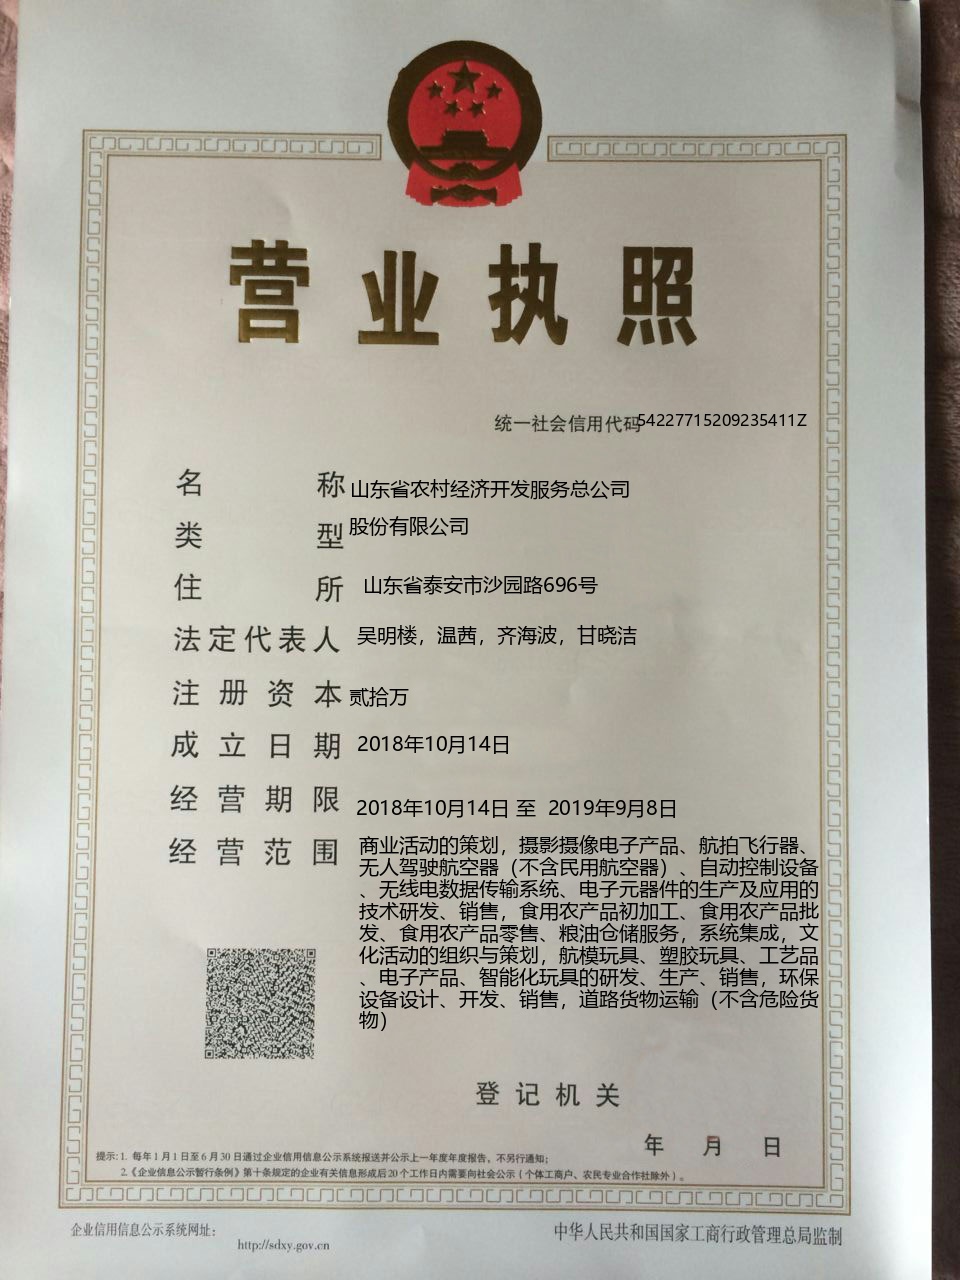 营业执照
统一社会信用代码54227715209235411Z
名称 山东省农村经济开发服务总公司
类型 股份有限公司
住所 山东省泰安市沙园路696号
法定代表人 吴明楼，温茜，齐海波，甘晓洁
注册资本 贰拾万
成立日期 2018年10月14日
经营期限 2018年10月14日 至 2019年9月8日
经营范围 商业活动的策划，摄影摄像电子产品、航拍飞行器、
无人驾驶航空器（不含民用航空器）、自动控制设备
、无线电数据传输系统、电子元器件的生产及应用的
技术研发、销售，食用农产品初加工、食用农产品批
发、食用农产品零售、粮油仓储服务，系统集成，文
化活动的组织与策划，航模玩具、塑胶玩具、工艺品
、电子产品、智能化玩具的研发、生产、销售，环保
设备设计、开发、销售，道路货物运输（不含危险货
物）
登记机关
年 月 日
提示：1. 每年1月1日至6月30日通过企业信用信息公示系统报送并公示上一年度年度报告，不另行通知；
2.《企业信息公示暂行条例》第十条规定的企业有关信息形成后20个工作日内需要向社会公示（个体工商户、农民专业合作社除外）。
企业信用信息公示系统网址：
http://sdxy.gov.cn
中华人民共和国国家工商行政管理总局监制